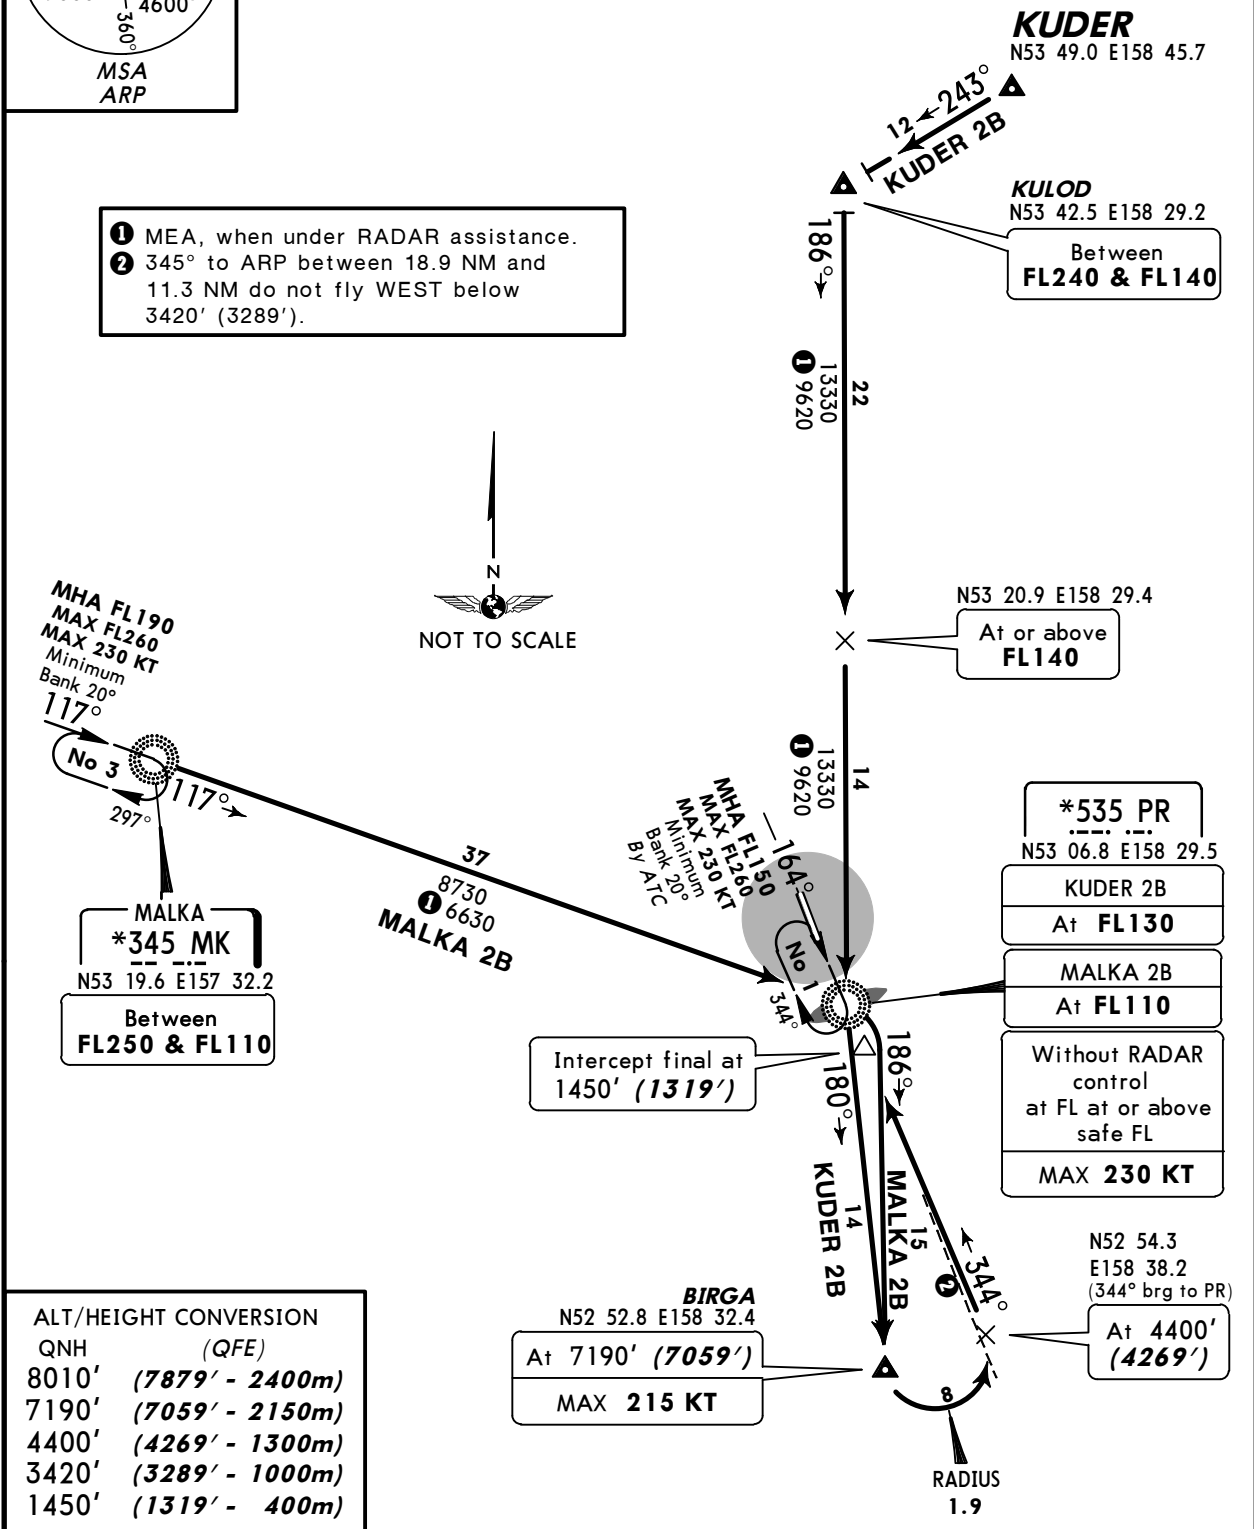 4600'
360°
MSA
ARP
KUDER
N53 49.0 E158 45.7
243°
12
KUDER 2B
KULOD
N53 42.5 E158 29.2
Between
FL240 & FL140
1 MEA, when under RADAR assistance.
2 345° to ARP between 18.9 NM and
11.3 NM do not fly WEST below
3420' (3289').
186°
22
13330
1 9620
N
NOT TO SCALE
N53 20.9 E158 29.4
At or above
FL140
MHA FL190
MAX FL260
MAX 230 KT
Minimum
Bank 20°
117°
No 3
297°
117°
37
8730
1 6630
MALKA 2B
MALKA
*345 MK
N53 19.6 E157 32.2
Between
FL250 & FL110
14
13330
1 9620
MHA FL150
MAX FL260
MAX 230 KT
Minimum
Bank 20°
By ATC
164°
No 1
344°
*535 PR
N53 06.8 E158 29.5
KUDER 2B
At FL130
MALKA 2B
At FL110
Without RADAR
control
at FL at or above
safe FL
MAX 230 KT
Intercept final at
1450' (1319')
180°
186°
14
KUDER 2B
15
MALKA 2B
2
344°
N52 54.3
E158 38.2
(344° brg to PR)
At 4400'
(4269')
BIRGA
N52 52.8 E158 32.4
At 7190' (7059')
MAX 215 KT
8
RADIUS
1.9
ALT/HEIGHT CONVERSION
QNH (QFE)
8010' (7879' - 2400m)
7190' (7059' - 2150m)
4400' (4269' - 1300m)
3420' (3289' - 1000m)
1450' (1319' - 400m)